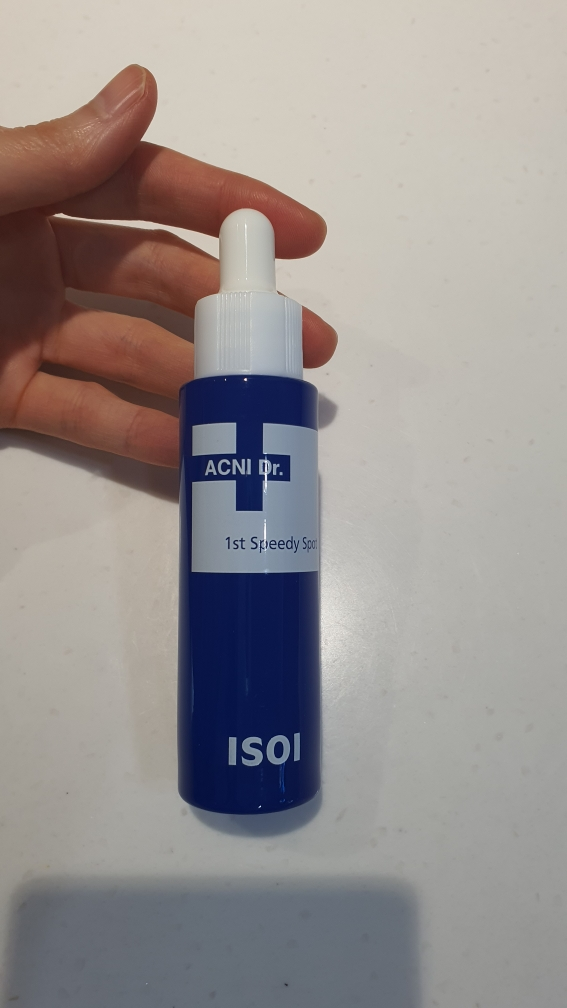 ACNI Dr.
1st Speedy Spot
ISOI